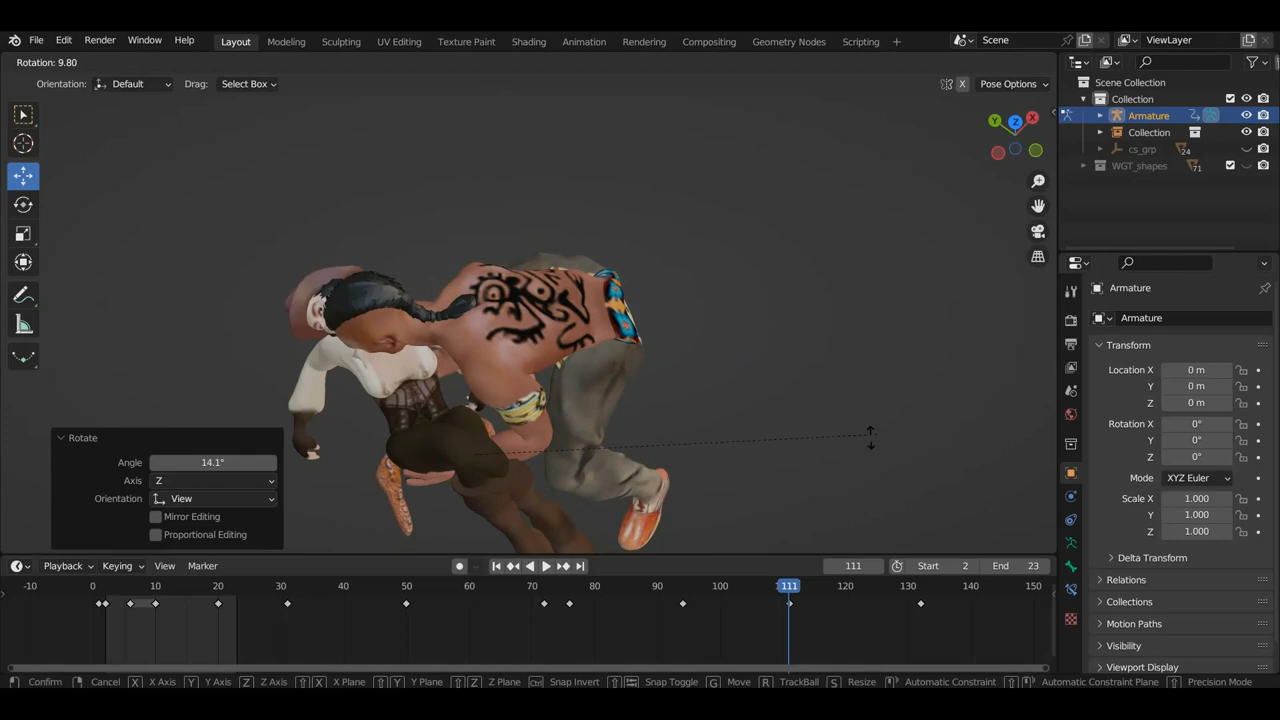 File Edit Render Window Help Layout Modeling Sculpting UV Editing Texture Paint Shading Animation Rendering Compositing Geometry Nodes Scripting + Scene ViewLayer
Rotation: 9.80
Orientation: Default Drag: Select Box X Pose Options
Scene Collection
Collection
Armature
Collection
cs_grp 24
WGT_shapes 71
Y Z X
Armature
Armature
Transform
Location X 0 m
Y 0 m
Z 0 m
Rotation X 0°
Y 0°
Z 0°
Mode XYZ Euler
Scale X 1.000
Y 1.000
Z 1.000
Delta Transform
Relations
Collections
Motion Paths
Visibility
Viewport Display
Rotate
Angle 14.1°
Axis Z
Orientation View
Mirror Editing
Proportional Editing
Playback Keying View Marker 111 Start 2 End 23
-10 0 10 20 30 40 50 60 70 80 90 100 111 120 130 140 150
Confirm Cancel X X Axis Y Y Axis Z Z Axis X X Plane Y Y Plane Z Z Plane Snap Invert Snap Toggle G Move R TrackBall S Resize Automatic Constraint Automatic Constraint Plane Precision Mode